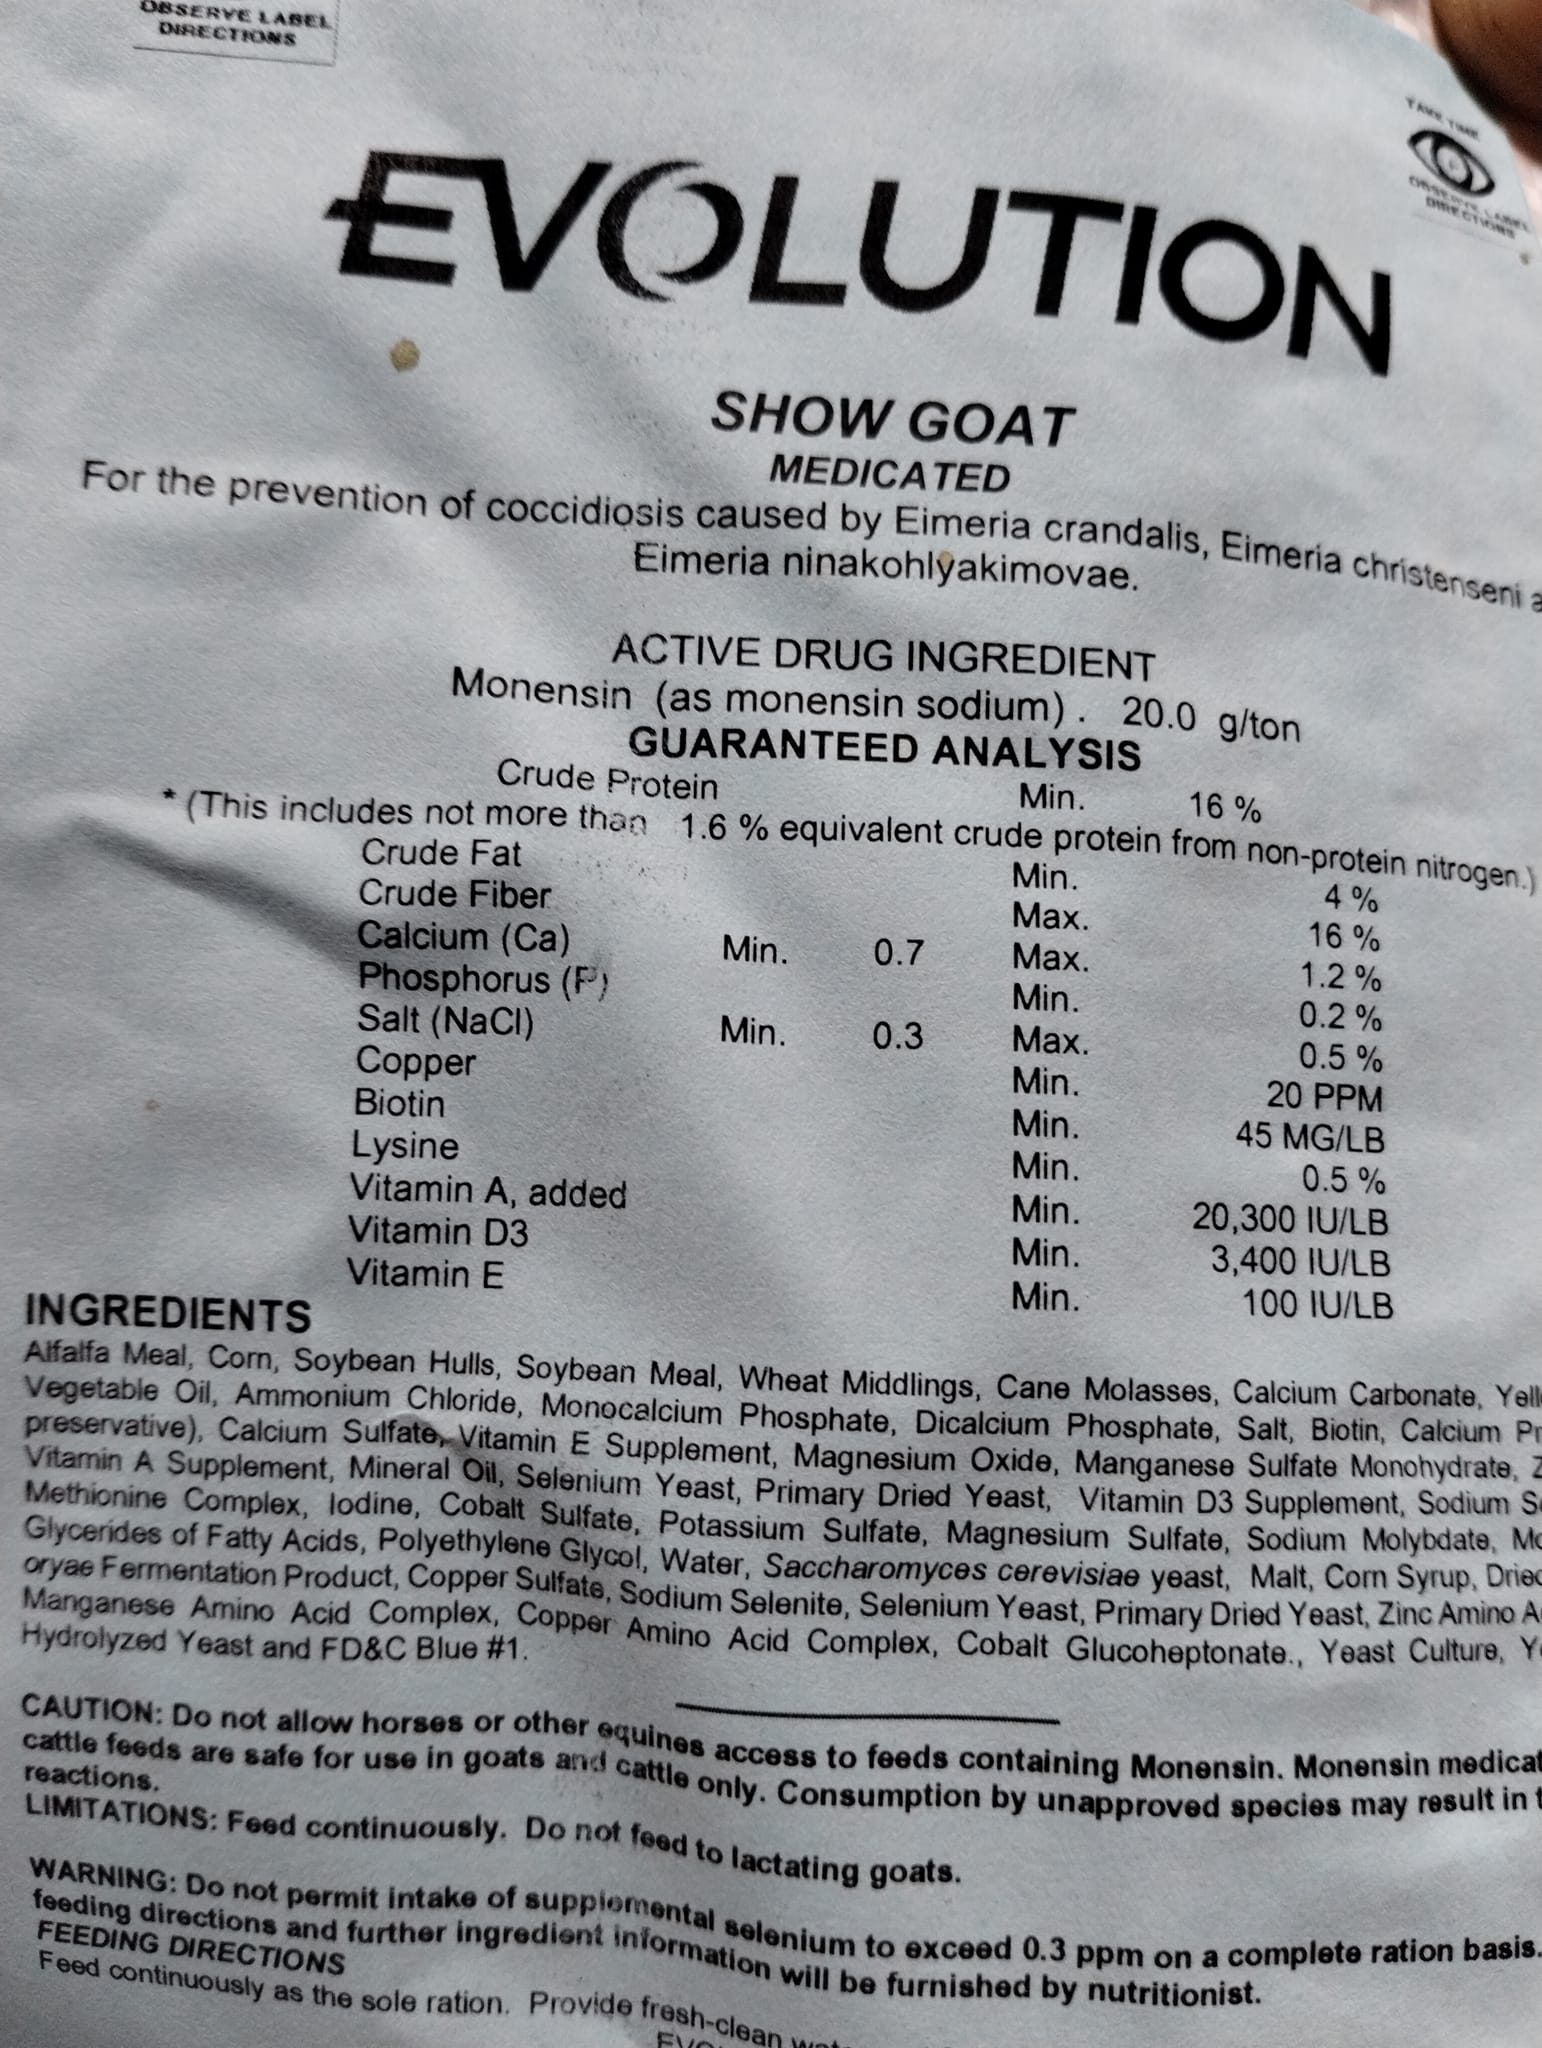 OBSERVE LABEL
DIRECTIONS
TAKE TIME
OBSERVE LABEL
DIRECTIONS
EVOLUTION
SHOW GOAT
MEDICATED
For the prevention of coccidiosis caused by Eimeria crandalis, Eimeria christenseni a
Eimeria ninakohlyakimovae.
ACTIVE DRUG INGREDIENT
Monensin (as monensin sodium) . 20.0 g/ton
GUARANTEED ANALYSIS
Crude Protein Min. 16 %
* (This includes not more than 1.6 % equivalent crude protein from non-protein nitrogen.)
Crude Fat Min. 4 %
Crude Fiber Max. 16 %
Calcium (Ca) Min. 0.7 Max. 1.2 %
Phosphorus (P) Min. 0.2 %
Salt (NaCl) Min. 0.3 Max. 0.5 %
Copper Min. 20 PPM
Biotin Min. 45 MG/LB
Lysine Min. 0.5 %
Vitamin A, added Min. 20,300 IU/LB
Vitamin D3 Min. 3,400 IU/LB
Vitamin E Min. 100 IU/LB
INGREDIENTS
Alfalfa Meal, Corn, Soybean Hulls, Soybean Meal, Wheat Middlings, Cane Molasses, Calcium Carbonate, Yell
Vegetable Oil, Ammonium Chloride, Monocalcium Phosphate, Dicalcium Phosphate, Salt, Biotin, Calcium Pr
preservative), Calcium Sulfate, Vitamin E Supplement, Magnesium Oxide, Manganese Sulfate Monohydrate, Z
Vitamin A Supplement, Mineral Oil, Selenium Yeast, Primary Dried Yeast, Vitamin D3 Supplement, Sodium S
Methionine Complex, Iodine, Cobalt Sulfate, Potassium Sulfate, Magnesium Sulfate, Sodium Molybdate, Mo
Glycerides of Fatty Acids, Polyethylene Glycol, Water, Saccharomyces cerevisiae yeast, Malt, Corn Syrup, Dried
oryae Fermentation Product, Copper Sulfate, Sodium Selenite, Selenium Yeast, Primary Dried Yeast, Zinc Amino A
Manganese Amino Acid Complex, Copper Amino Acid Complex, Cobalt Glucoheptonate., Yeast Culture, Y
Hydrolyzed Yeast and FD&C Blue #1.
CAUTION: Do not allow horses or other equines access to feeds containing Monensin. Monensin medicat
cattle feeds are safe for use in goats and cattle only. Consumption by unapproved species may result in t
reactions.
LIMITATIONS: Feed continuously. Do not feed to lactating goats.
WARNING: Do not permit intake of supplemental selenium to exceed 0.3 ppm on a complete ration basis.
feeding directions and further ingredient information will be furnished by nutritionist.
FEEDING DIRECTIONS
Feed continuously as the sole ration. Provide fresh-clean wat
EVO